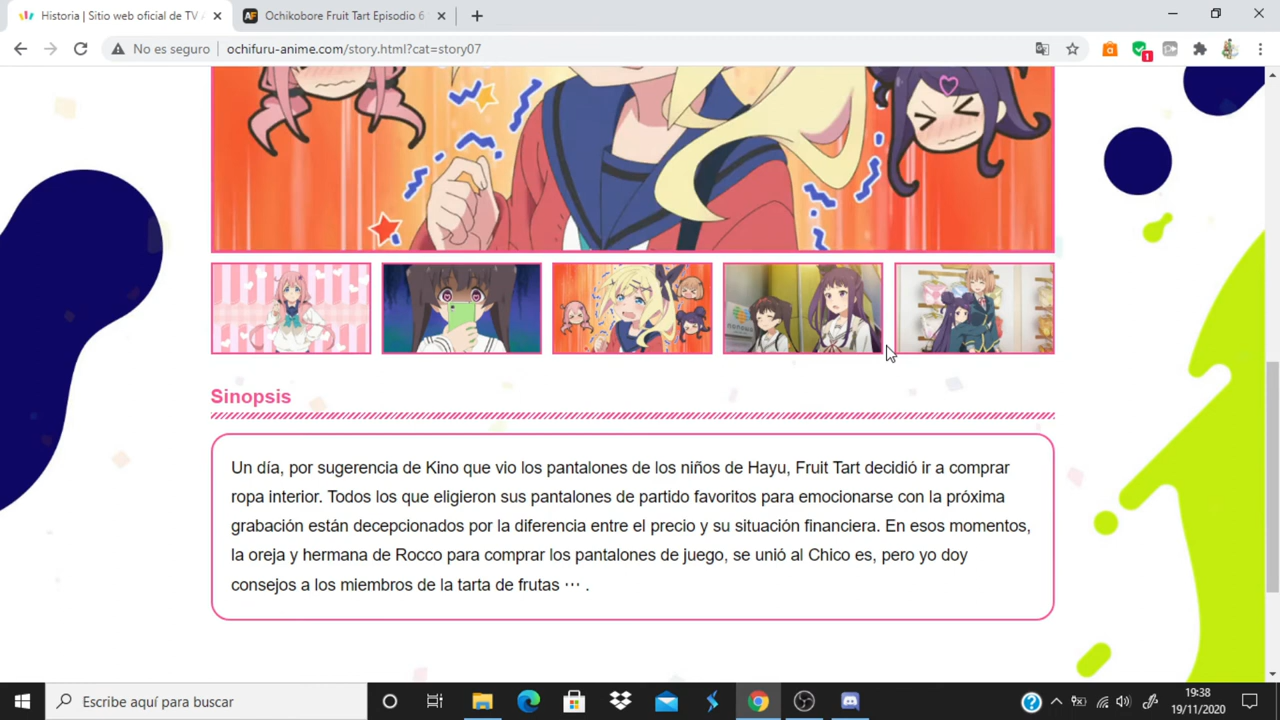 Historia | Sitio web oficial de TV
Ochikobore Fruit Tart Episodio 6
No es seguro
ochifuru-anime.com/story.html?cat=story07
Sinopsis
Un día, por sugerencia de Kino que vio los pantalones de los niños de Hayu, Fruit Tart decidió ir a comprar
ropa interior. Todos los que eligieron sus pantalones de partido favoritos para emocionarse con la próxima
grabación están decepcionados por la diferencia entre el precio y su situación financiera. En esos momentos,
la oreja y hermana de Rocco para comprar los pantalones de juego, se unió al Chico es, pero yo doy
consejos a los miembros de la tarta de frutas ··· .
Escribe aquí para buscar
19:38
19/11/2020